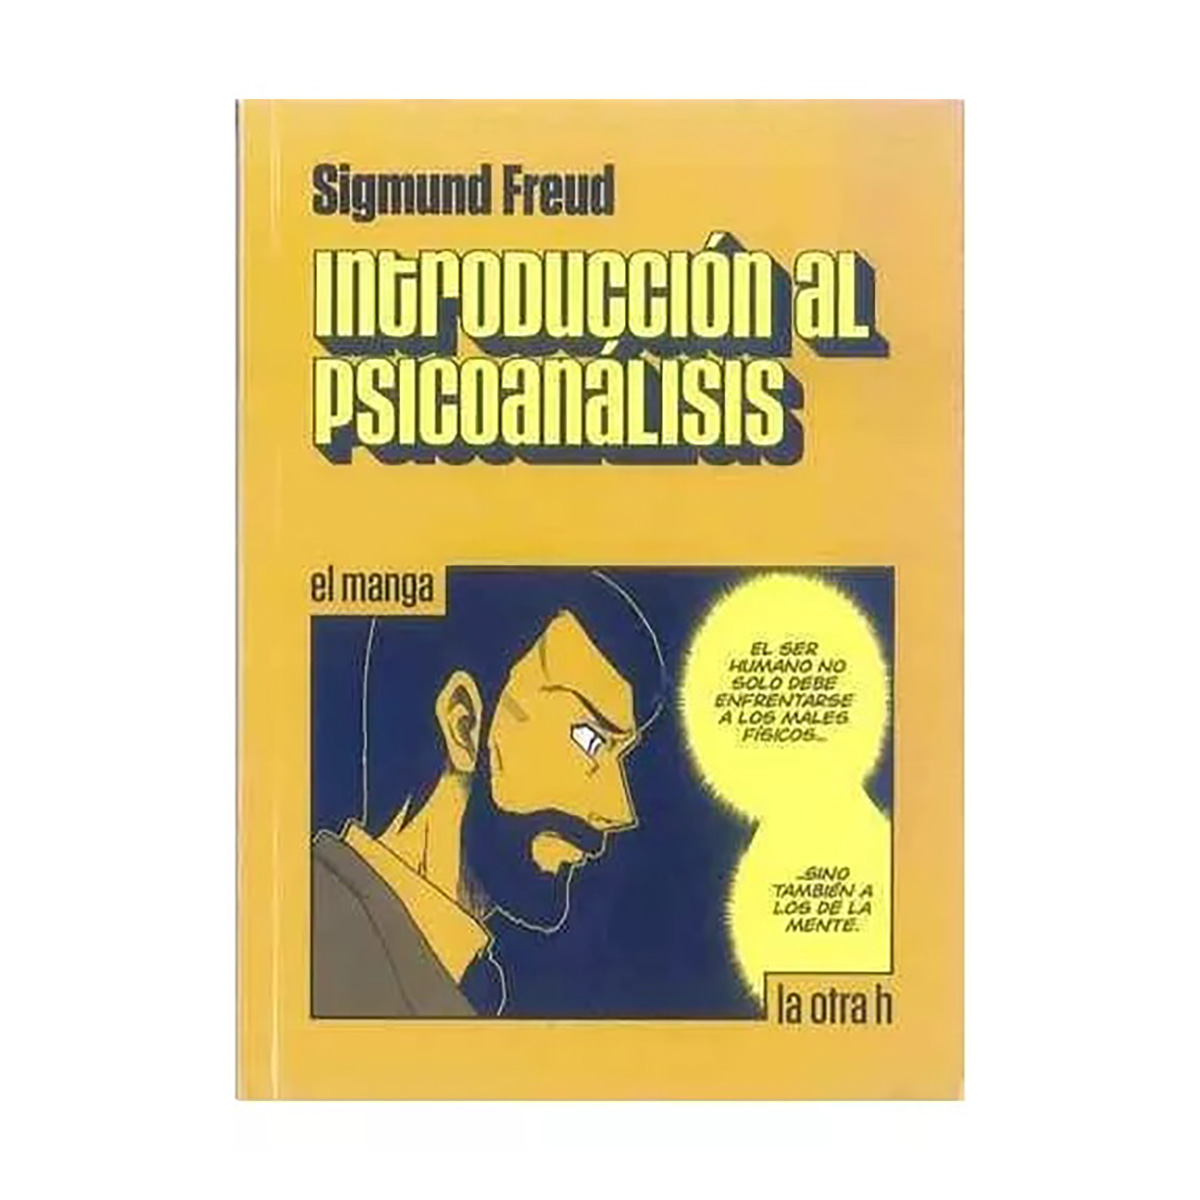 Sigmund Freud
INTRODUCCIÓN AL
PSICOANÁLISIS
el manga
EL SER
HUMANO NO
SOLO DEBE
ENFRENTARSE
A LOS MALES
FÍSICOS...
...SINO
TAMBIÉN A
LOS DE LA
MENTE.
la otra h